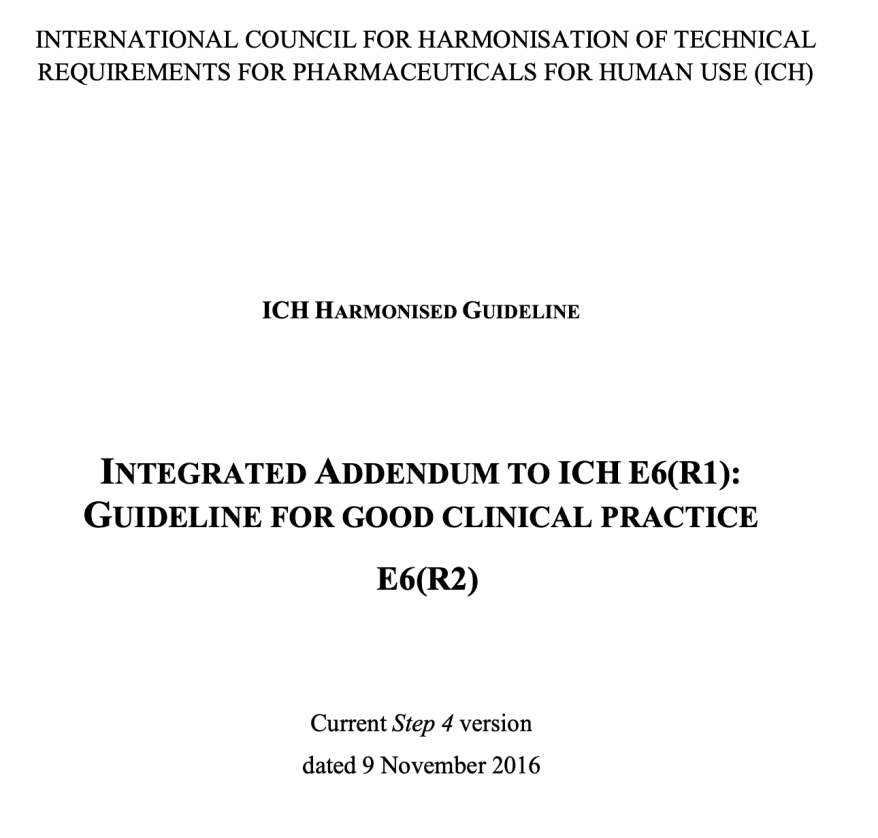 INTERNATIONAL COUNCIL FOR HARMONISATION OF TECHNICAL
REQUIREMENTS FOR PHARMACEUTICALS FOR HUMAN USE (ICH)
ICH HARMONISED GUIDELINE
INTEGRATED ADDENDUM TO ICH E6(R1):
GUIDELINE FOR GOOD CLINICAL PRACTICE
E6(R2)
Current Step 4 version
dated 9 November 2016